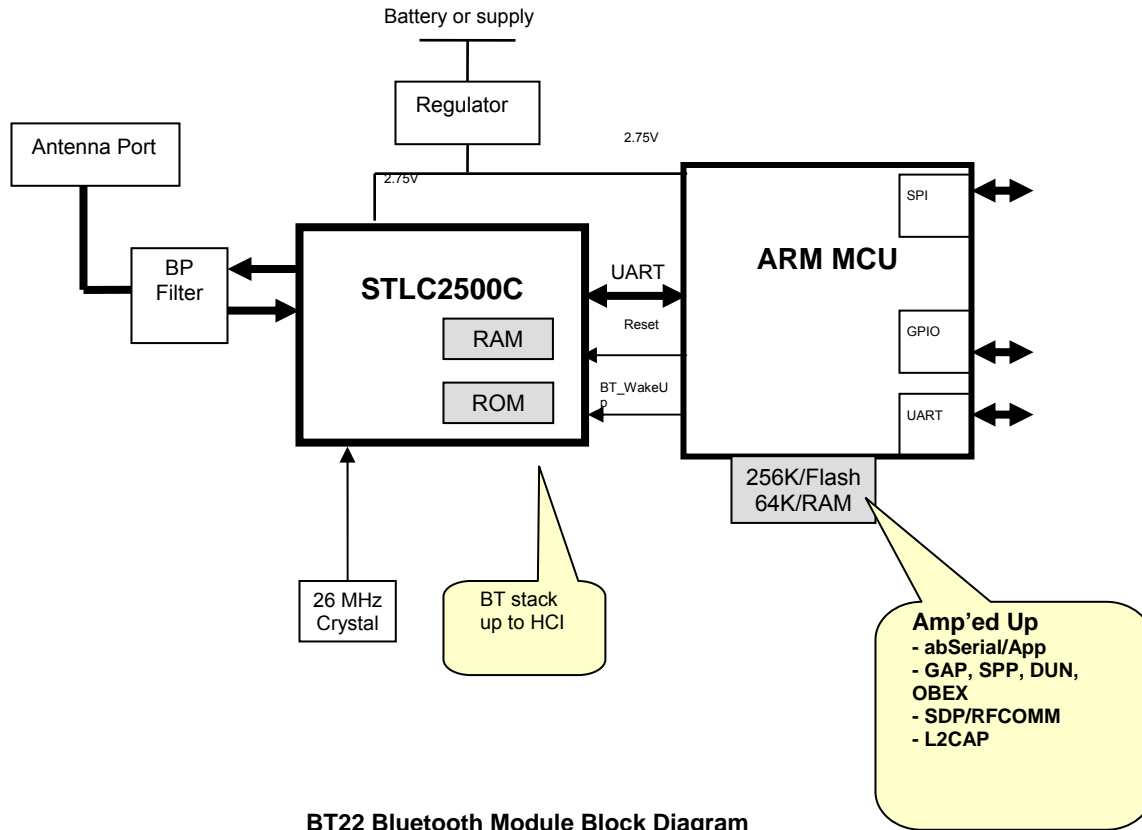 Battery or supply
Regulator
Antenna Port
2.75V
2.75V
SPI
BP
Filter
STLC2500C
UART
ARM MCU
RAM
Reset
GPIO
ROM
BT_WakeU
p
UART
256K/Flash
64K/RAM
26 MHz
Crystal
BT stack
up to HCI
Amp'ed Up
- abSerial/App
- GAP, SPP, DUN,
OBEX
- SDP/RFCOMM
- L2CAP
BT22 Bluetooth Module Block Diagram